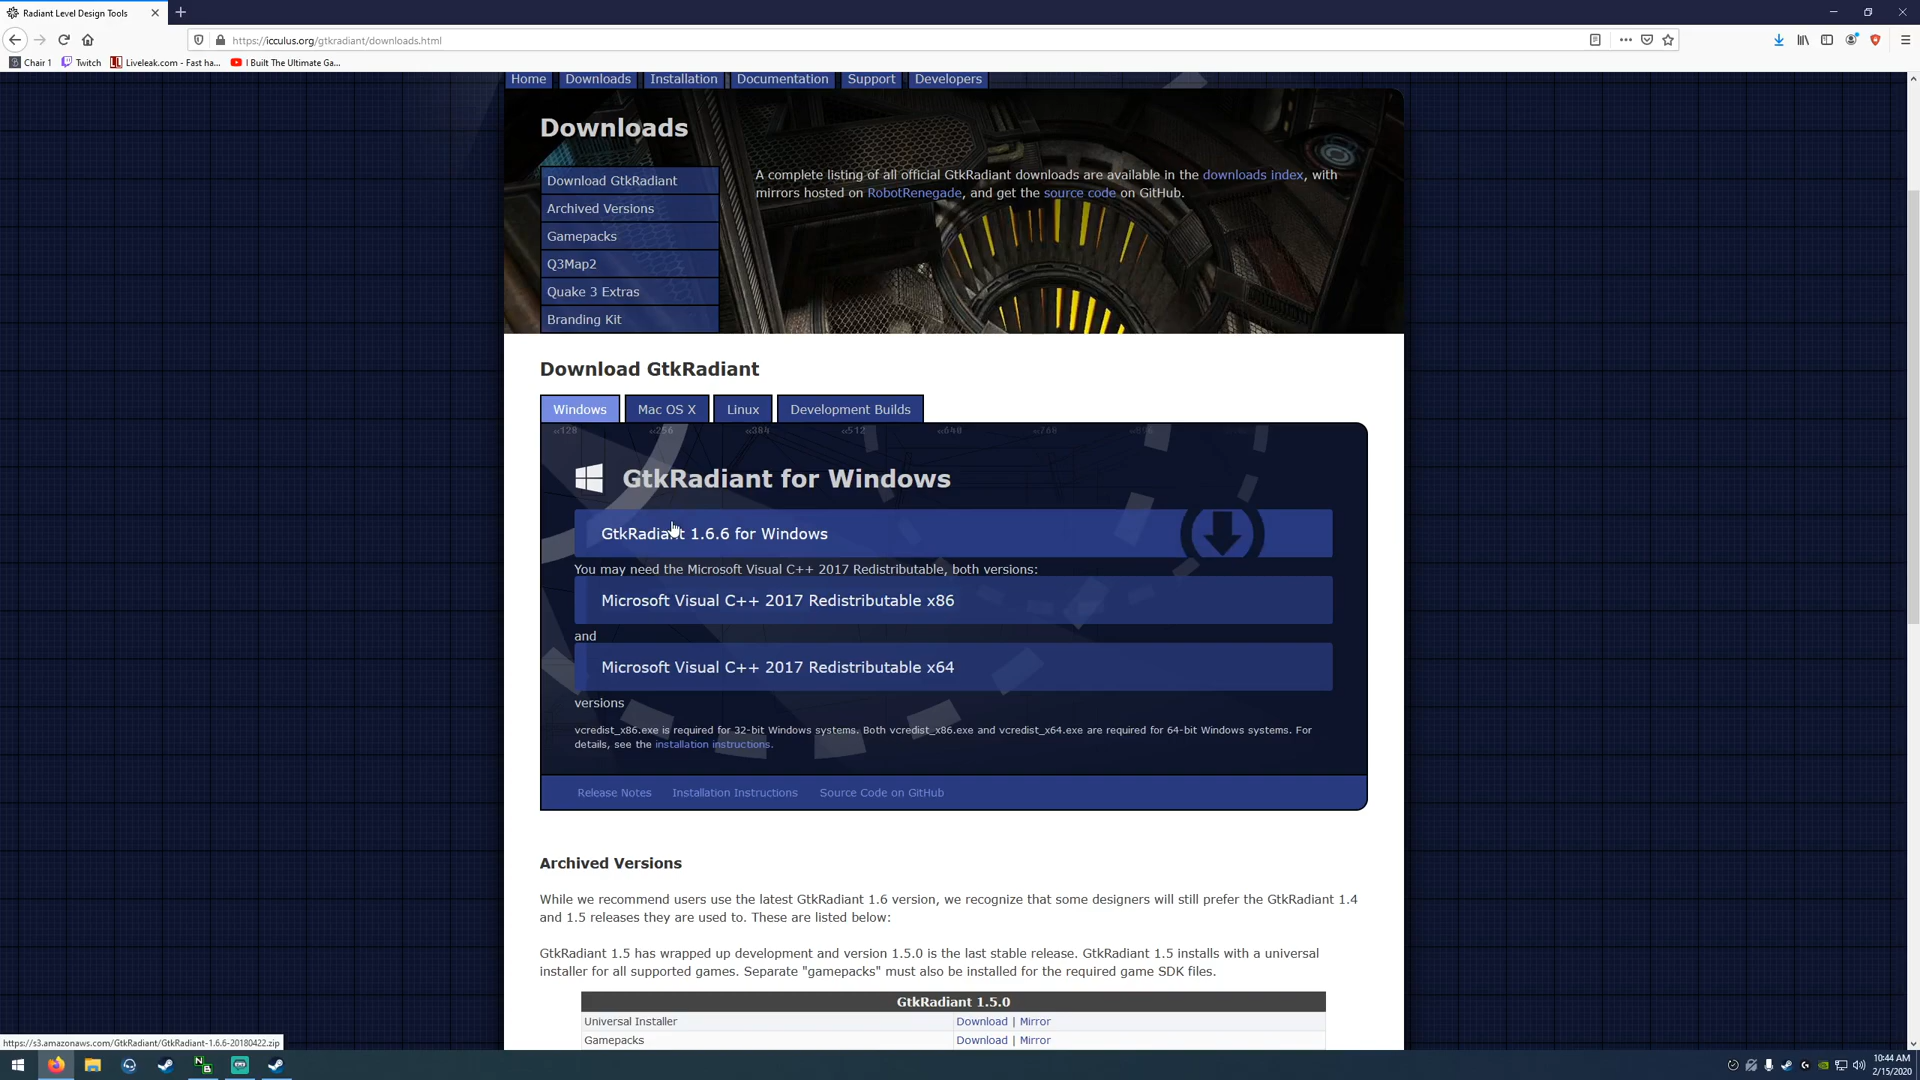 Radiant Level Design Tools
https://icculus.org/gtkradiant/downloads.html
Chair 1
Twitch
Liveleak.com - Fast ha...
I Built The Ultimate Ga...
Home
Downloads
Installation
Documentation
Support
Developers
Downloads
Download GtkRadiant
Archived Versions
Gamepacks
Q3Map2
Quake 3 Extras
Branding Kit
A complete listing of all official GtkRadiant downloads are available in the downloads index, with
mirrors hosted on RobotRenegade, and get the source code on GitHub.
Download GtkRadiant
Windows
Mac OS X
Linux
Development Builds
GtkRadiant for Windows
GtkRadiant 1.6.6 for Windows
You may need the Microsoft Visual C++ 2017 Redistributable, both versions:
Microsoft Visual C++ 2017 Redistributable x86
and
Microsoft Visual C++ 2017 Redistributable x64
versions
vcredist_x86.exe is required for 32-bit Windows systems. Both vcredist_x86.exe and vcredist_x64.exe are required for 64-bit Windows systems. For
details, see the installation instructions.
Release Notes
Installation Instructions
Source Code on GitHub
Archived Versions
While we recommend users use the latest GtkRadiant 1.6 version, we recognize that some designers will still prefer the GtkRadiant 1.4
and 1.5 releases they are used to. These are listed below:
GtkRadiant 1.5 has wrapped up development and version 1.5.0 is the last stable release. GtkRadiant 1.5 installs with a universal
installer for all supported games. Separate "gamepacks" must also be installed for the required game SDK files.
GtkRadiant 1.5.0
Universal Installer
Download | Mirror
Gamepacks
Download | Mirror
https://s3.amazonaws.com/GtkRadiant/GtkRadiant-1.6.6-20180422.zip
10:44 AM
2/15/2020